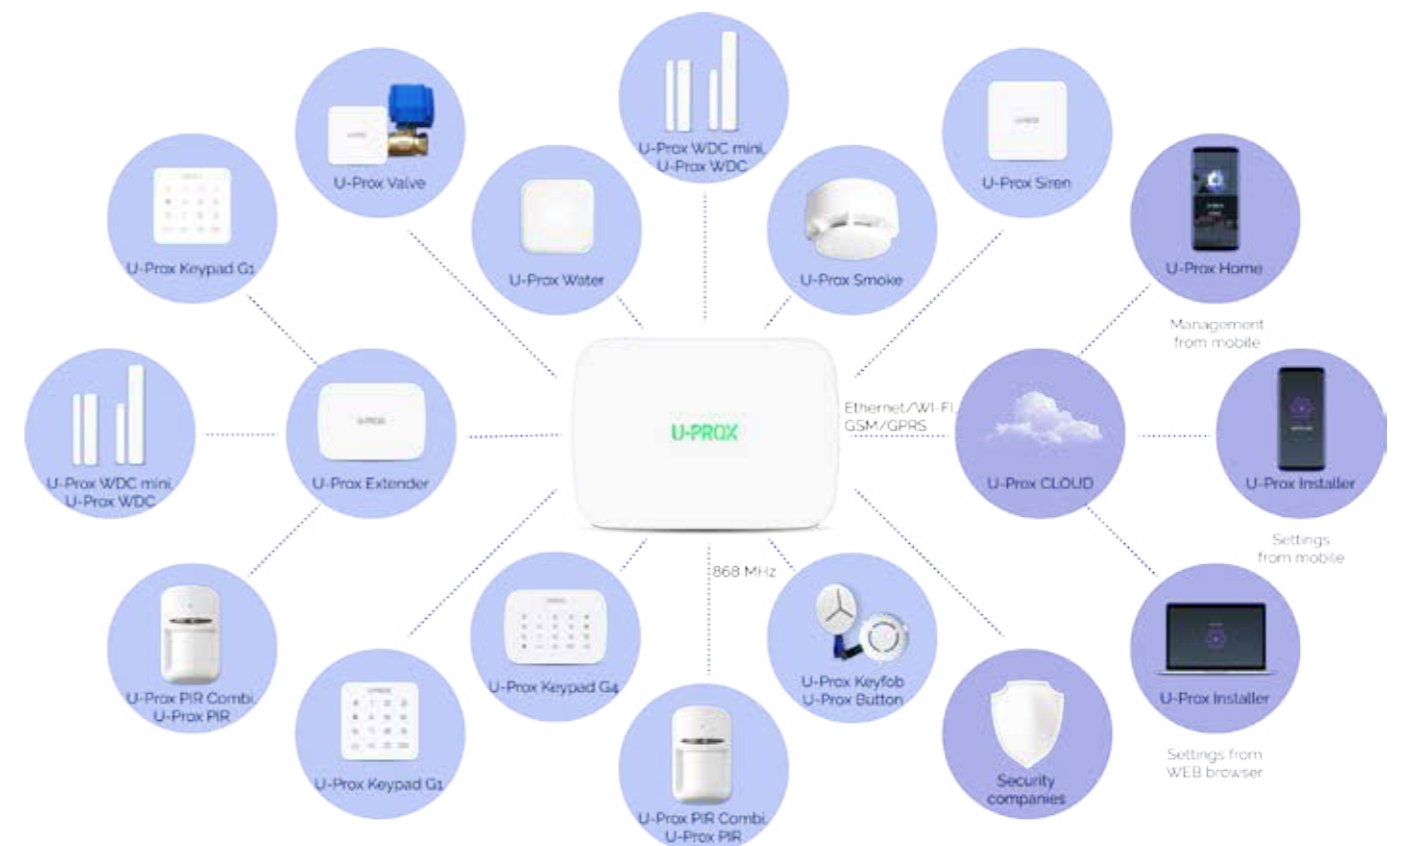 U-Prox WDC mini,
U-Prox WDC
U-PROX
U-Prox Valve
U-PROX
U-Prox Siren
U-Prox Keypad G1
U-Prox Water
U-Prox Smoke
U-Prox Home
Management
from mobile
U-PROX
Ethernet/WI-FI,
GSM/GPRS
U-PROX
U-Prox WDC mini,
U-Prox WDC
U-Prox Extender
U-Prox CLOUD
U-Prox Installer
Settings
from mobile
868 MHz
U-Prox PIR Combi,
U-Prox PIR
U-Prox Keypad G4
U-Prox Keyfob
U-Prox Button
U-Prox Installer
Settings from
WEB browser
U-Prox Keypad G1
Security
companies
U-Prox PIR Combi,
U-Prox PIR